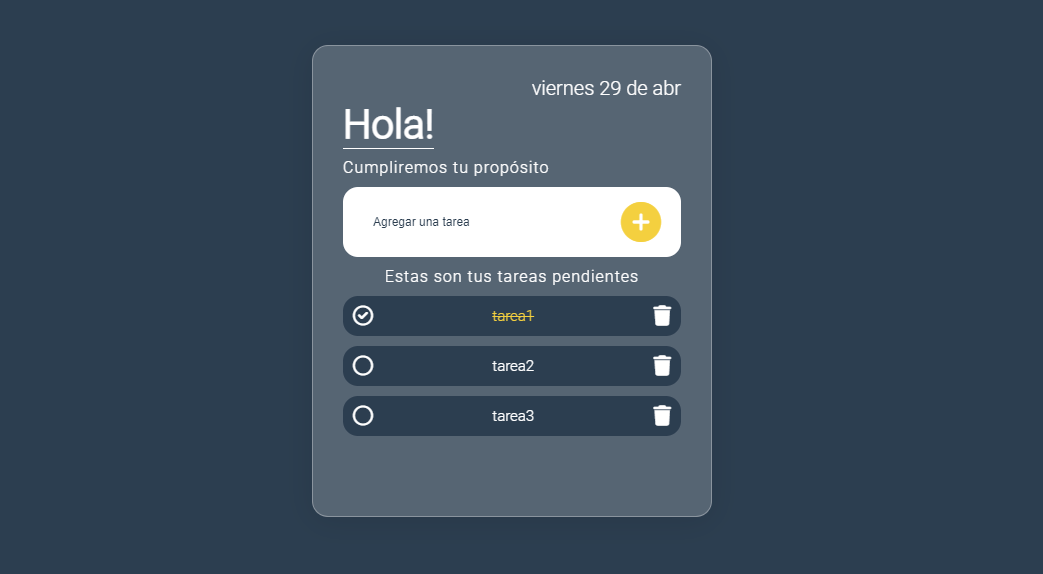 viernes 29 de abr
Hola!
Cumpliremos tu propósito
Agregar una tarea
Estas son tus tareas pendientes
tarea1
tarea2
tarea3